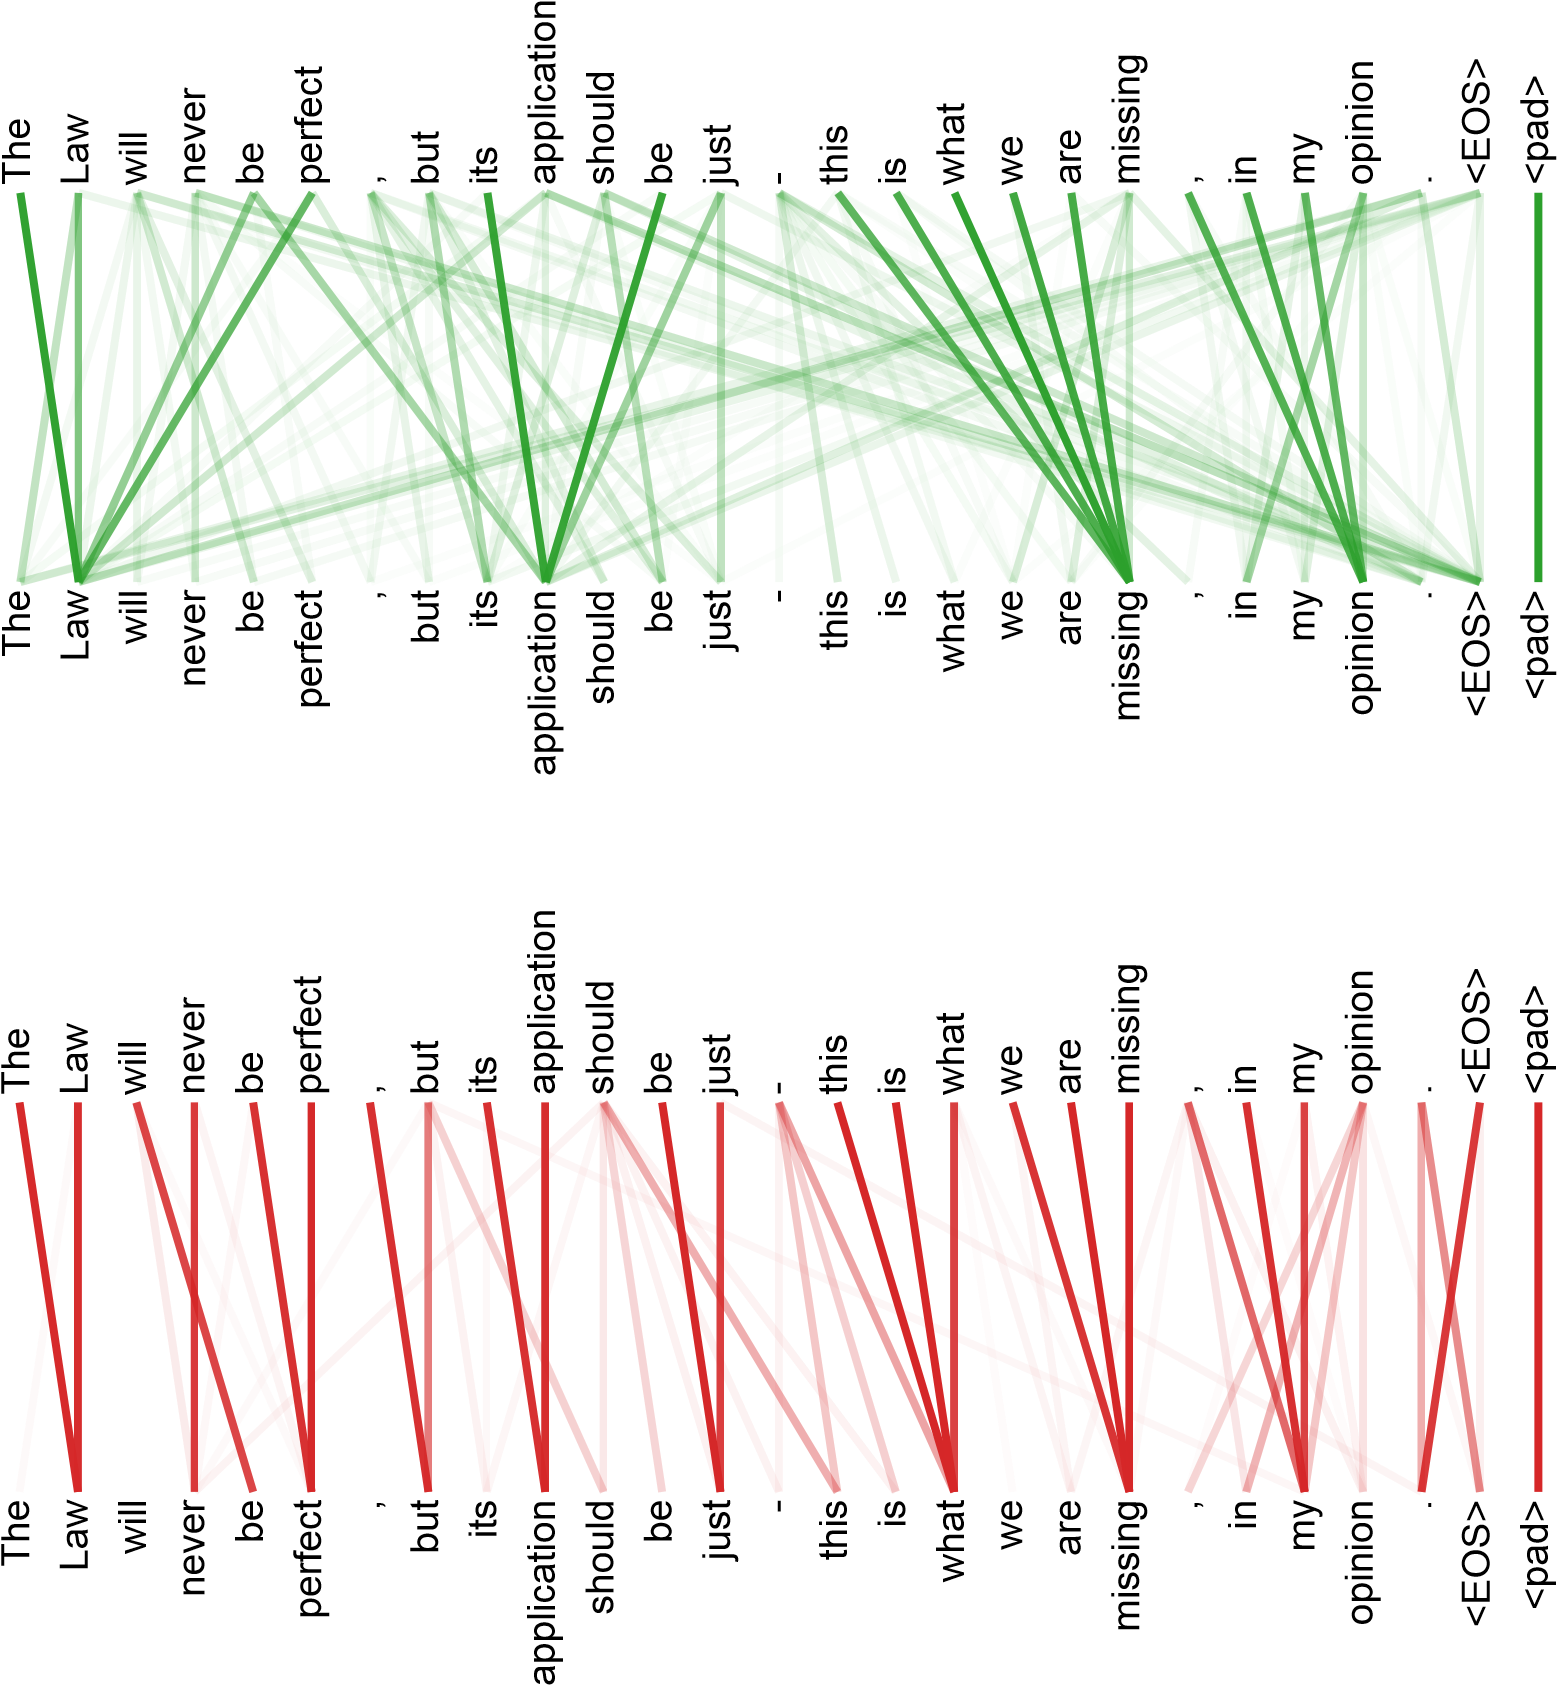 The Law will never be perfect , but its application should be just - this is what we are missing , in my opinion . <EOS> <pad>
The Law will never be perfect , but its application should be just - this is what we are missing , in my opinion . <EOS> <pad>
The Law will never be perfect , but its application should be just - this is what we are missing , in my opinion . <EOS> <pad>
The Law will never be perfect , but its application should be just - this is what we are missing , in my opinion . <EOS> <pad>